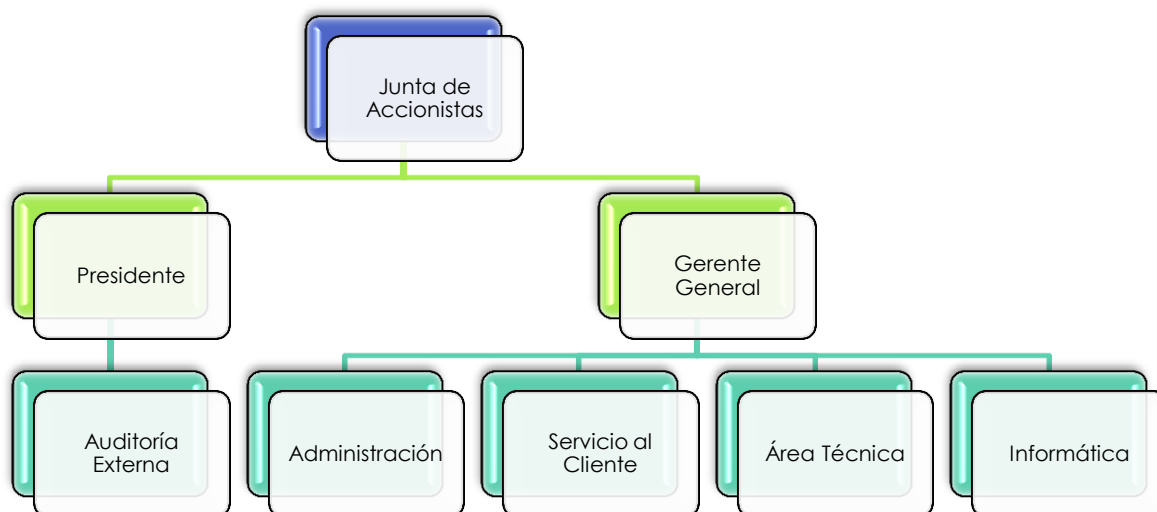 Junta de
Accionistas
Presidente
Gerente
General
Auditoría
Externa
Administración
Servicio al
Cliente
Área Técnica
Informática